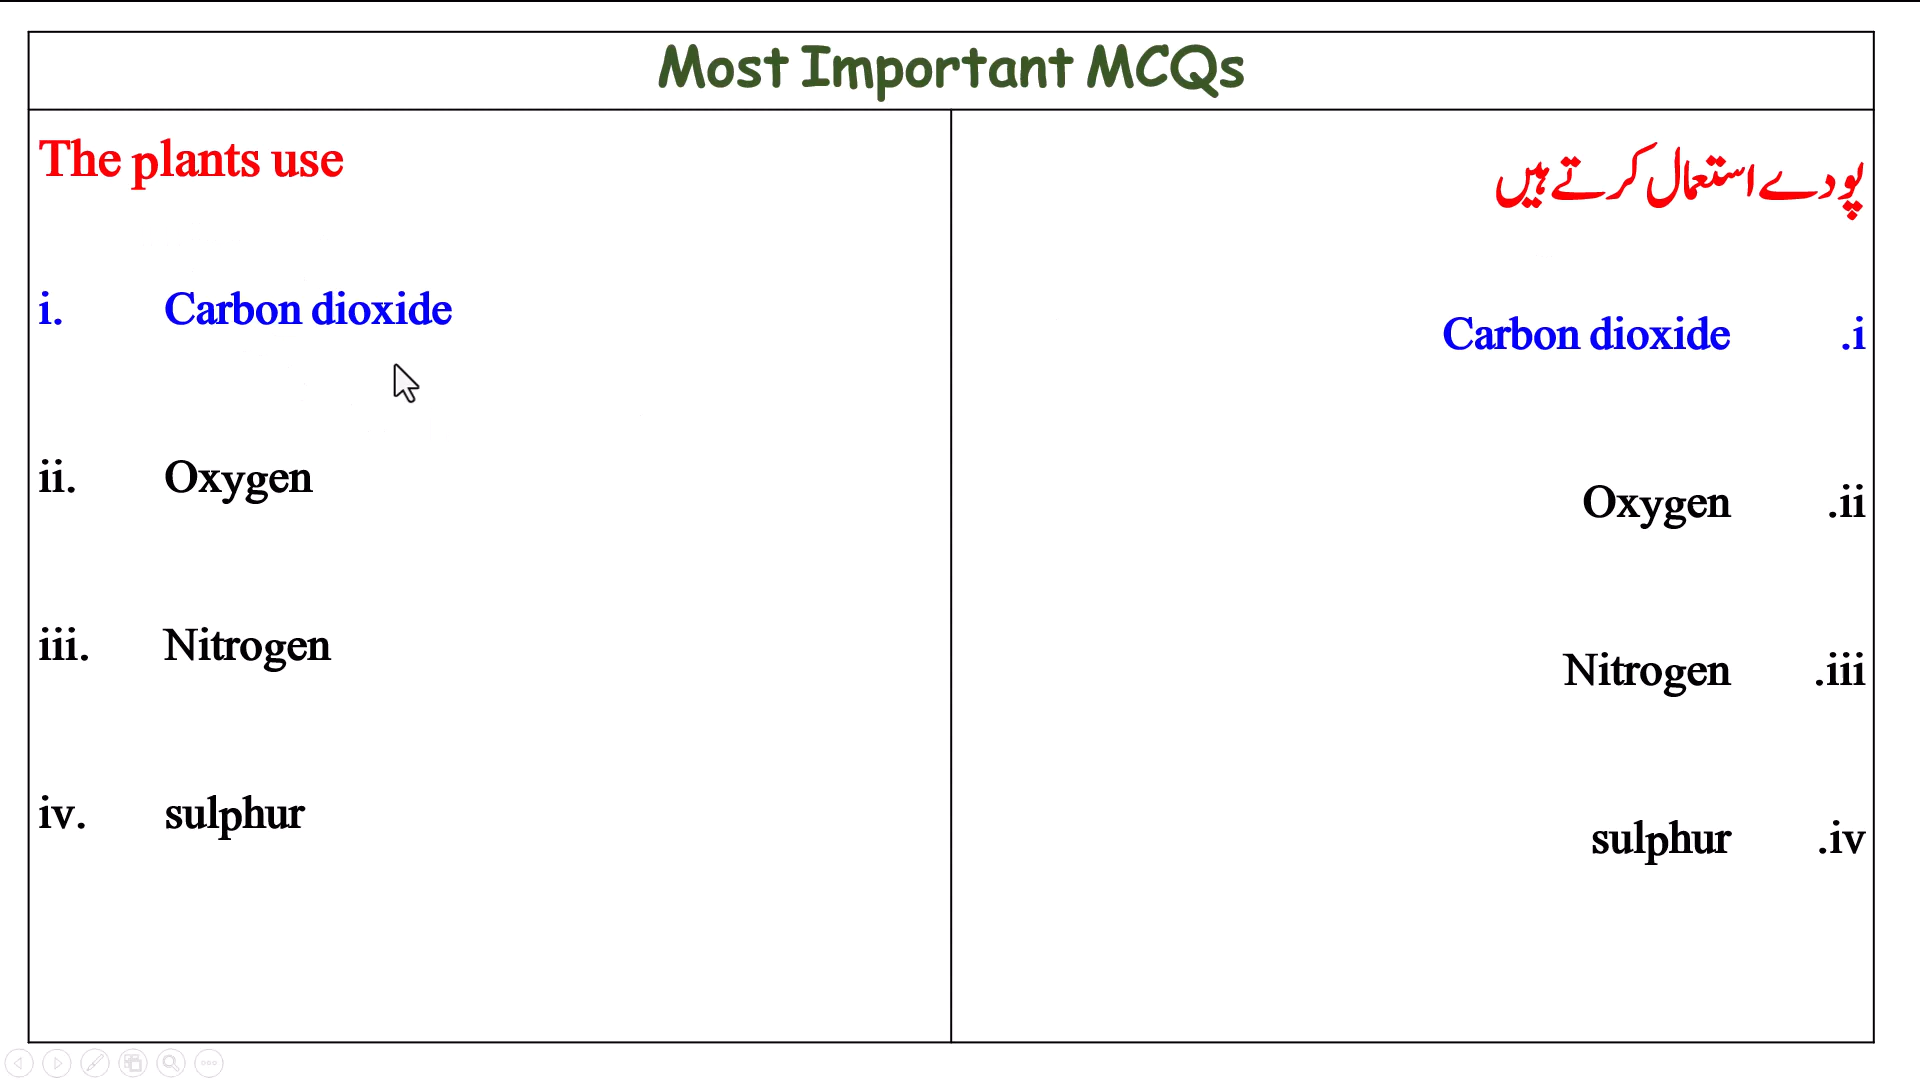 Most Important MCQs
The plants use
i. Carbon dioxide
ii. Oxygen
iii. Nitrogen
iv. sulphur
پودے استعمال کرتے ہیں
Carbon dioxide .i
Oxygen .ii
Nitrogen .iii
sulphur .iv